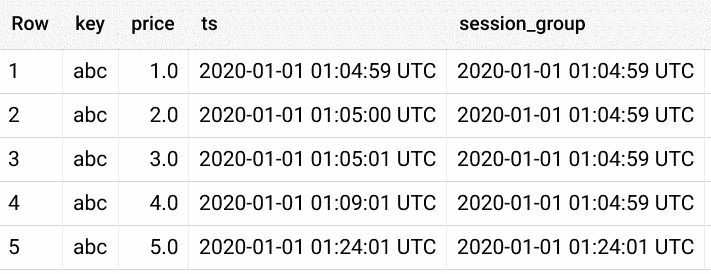 Row key price ts session_group
1 abc 1.0 2020-01-01 01:04:59 UTC 2020-01-01 01:04:59 UTC
2 abc 2.0 2020-01-01 01:05:00 UTC 2020-01-01 01:04:59 UTC
3 abc 3.0 2020-01-01 01:05:01 UTC 2020-01-01 01:04:59 UTC
4 abc 4.0 2020-01-01 01:09:01 UTC 2020-01-01 01:04:59 UTC
5 abc 5.0 2020-01-01 01:24:01 UTC 2020-01-01 01:24:01 UTC